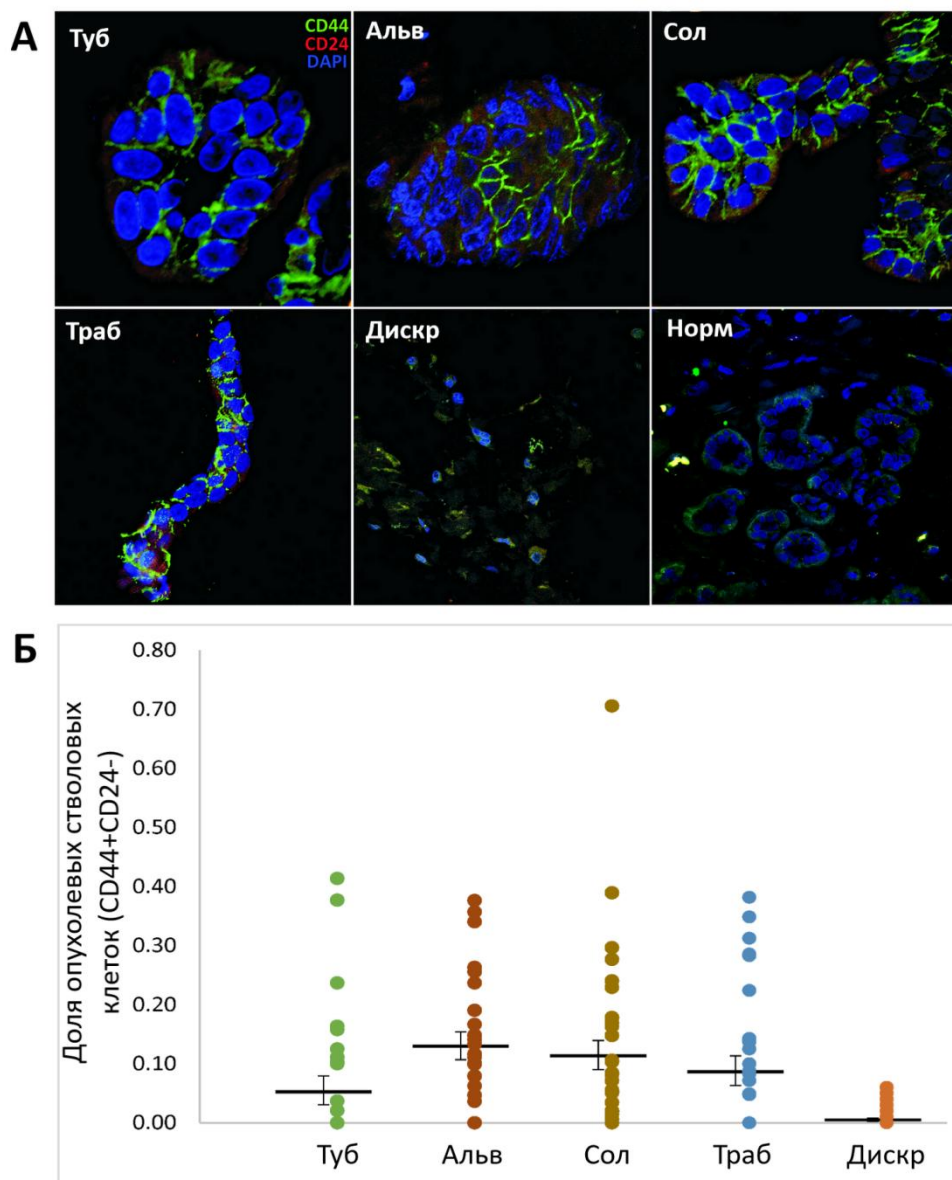 А
Туб
CD44
CD24
DAPI
Альв
Сол
Траб
Дискр
Норм
Б
Доля опухолевых стволовых
клеток (CD44+CD24-)
0.80
0.70
0.60
0.50
0.40
0.30
0.20
0.10
0.00
Туб
Альв
Сол
Траб
Дискр